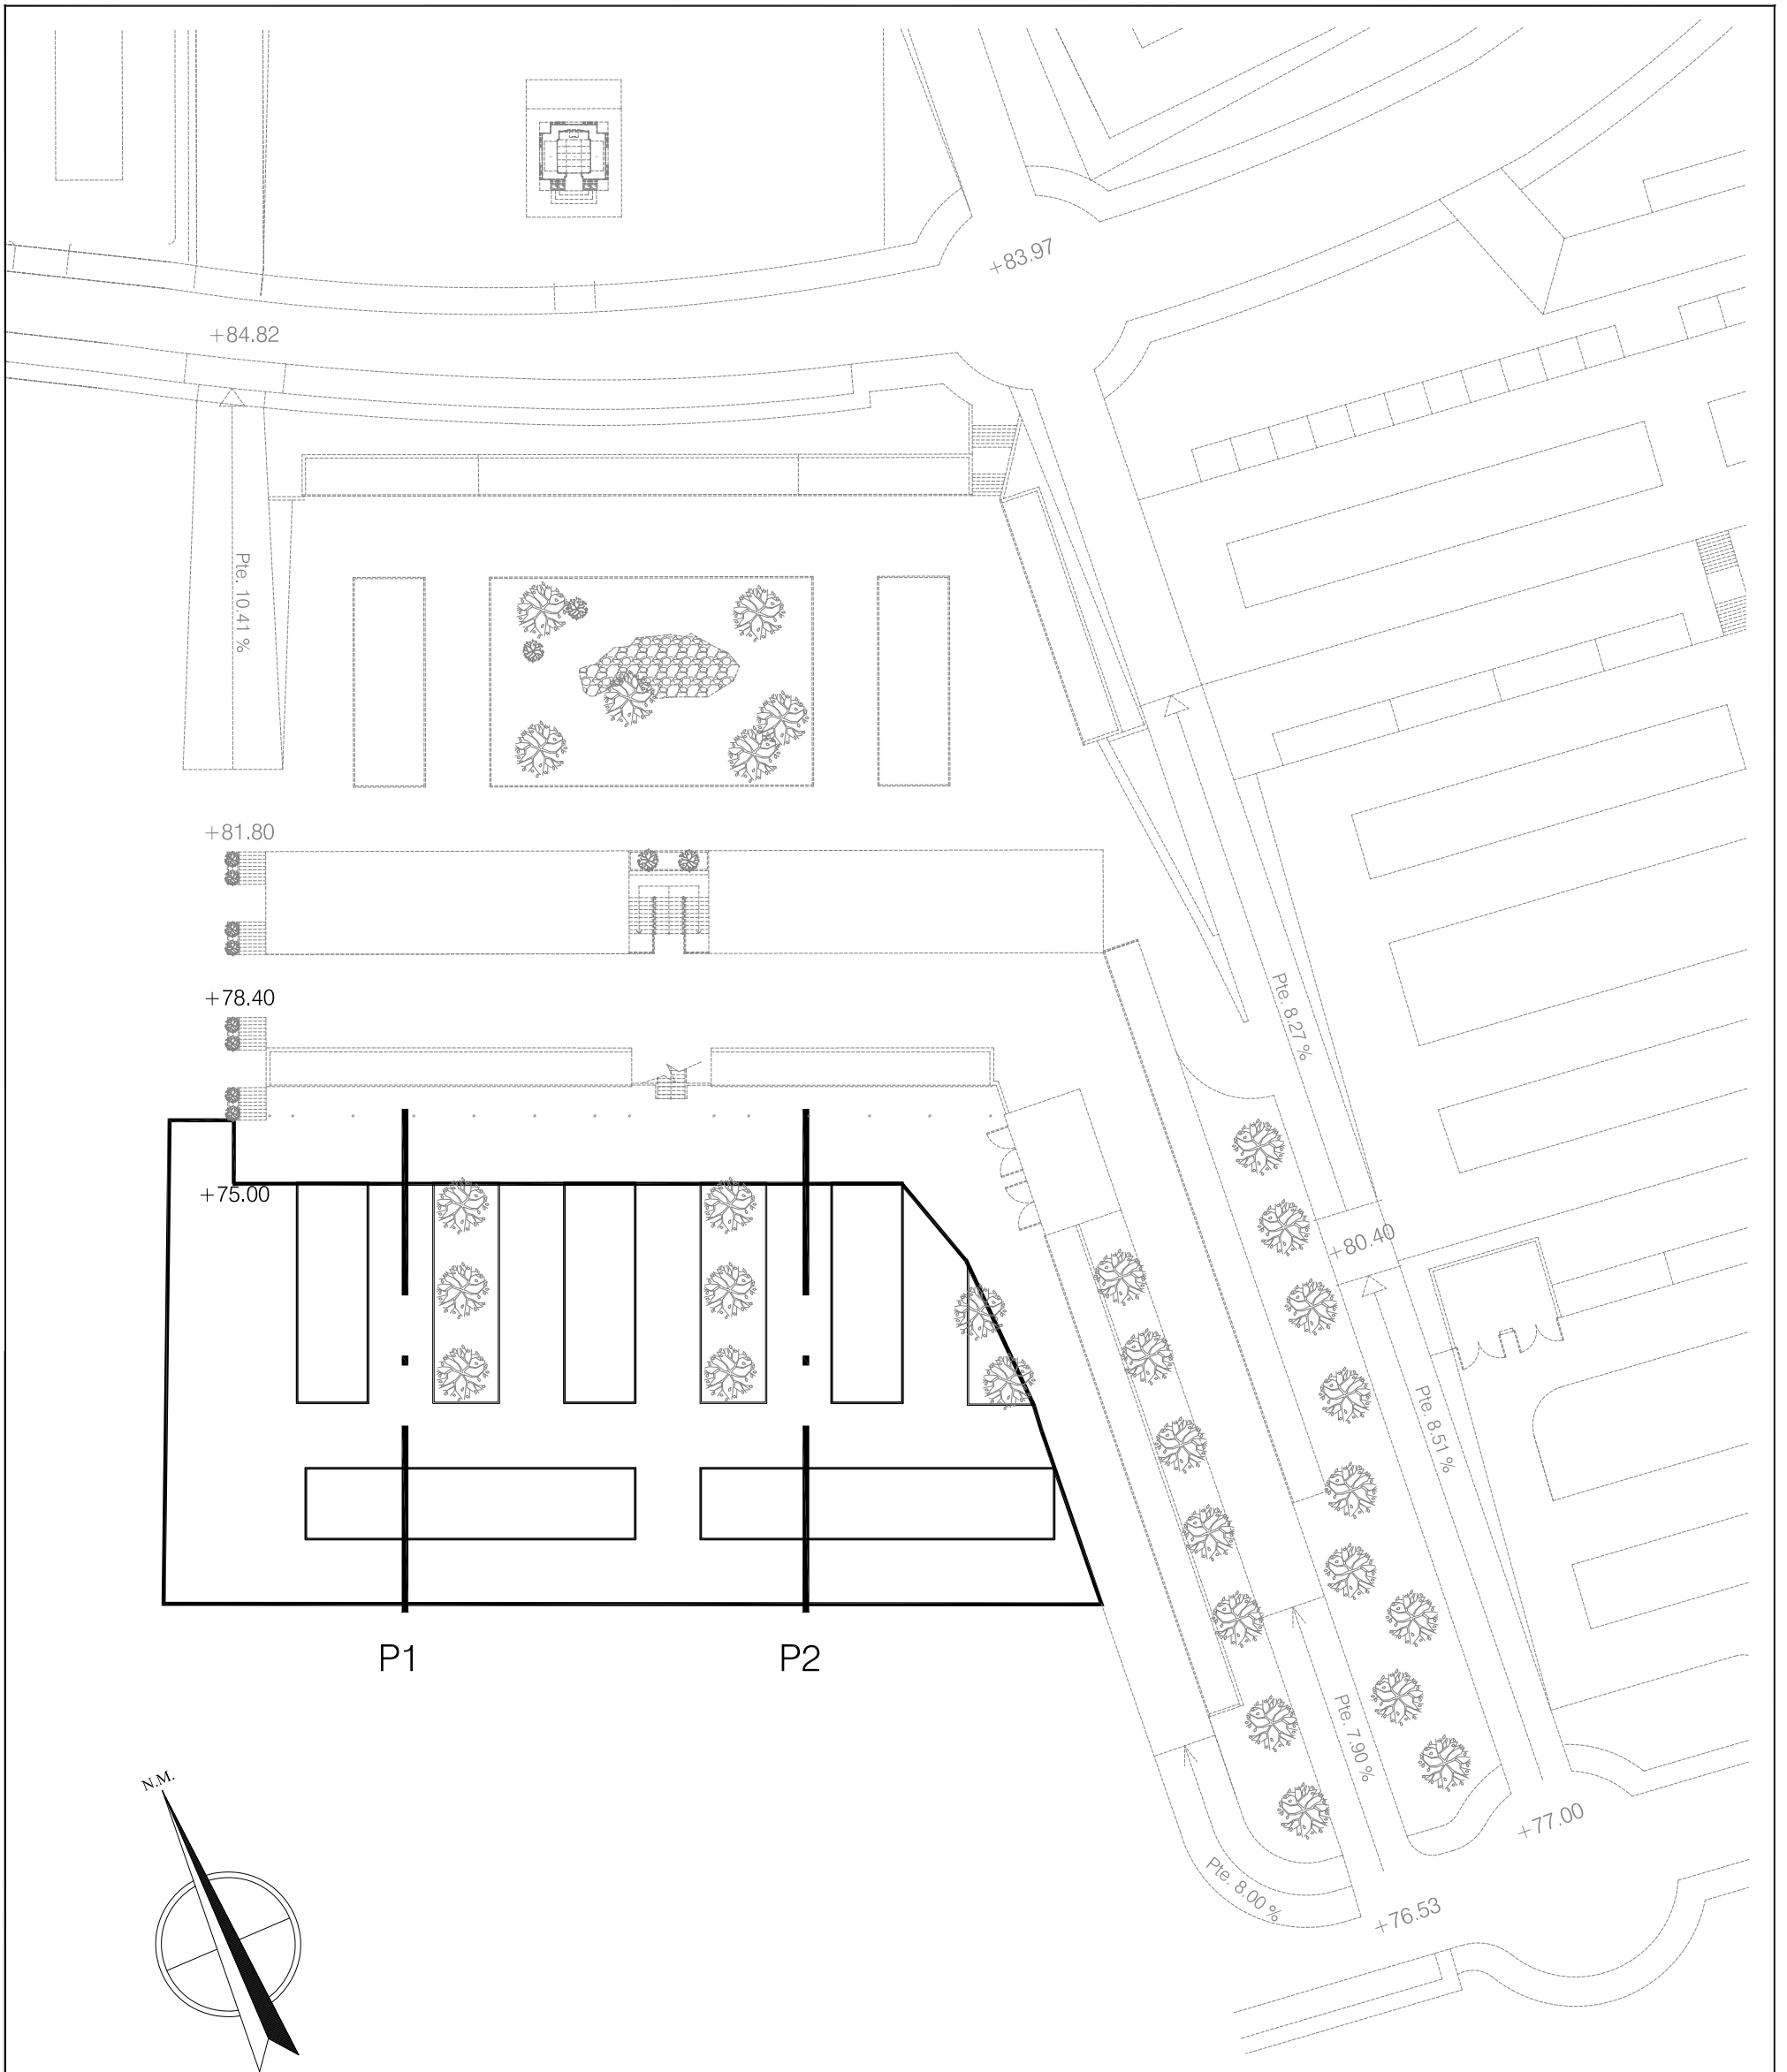 +83.97
+84.82
Pte. 10.41 %
+81.80
+78.40
Pte. 8.27 %
+75.00
+80.40
Pte. 8.51 %
P1
P2
Pte. 7.90 %
N.M.
+77.00
Pte. 8.00 %
+76.53